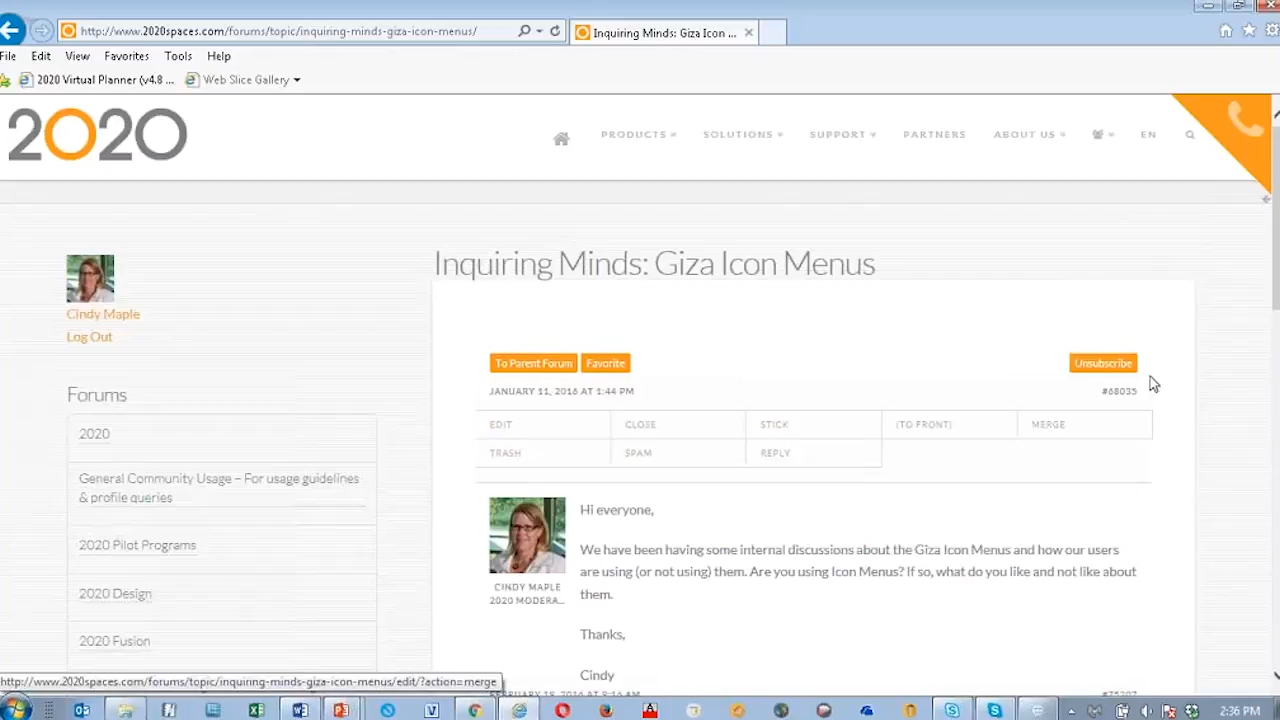 http://www.2020spaces.com/forums/topic/inquiring-minds-giza-icon-menus/
Inquiring Minds: Giza Icon ...
File Edit View Favorites Tools Help
2020 Virtual Planner (v4.8 ... Web Slice Gallery
2020
PRODUCTS SOLUTIONS SUPPORT PARTNERS ABOUT US EN
Inquiring Minds: Giza Icon Menus
Cindy Maple
Log Out
Forums
2020
General Community Usage – For usage guidelines
& profile queries
2020 Pilot Programs
2020 Design
2020 Fusion
To Parent Forum Favorite Unsubscribe
JANUARY 11, 2016 AT 1:44 PM #68035
EDIT CLOSE STICK (TO FRONT) MERGE
TRASH SPAM REPLY
CINDY MAPLE
2020 MODERA...
Hi everyone,
We have been having some internal discussions about the Giza Icon Menus and how our users
are using (or not using) them. Are you using Icon Menus? If so, what do you like and not like about
them.
Thanks,
Cindy
http://www.2020spaces.com/forums/topic/inquiring-minds-giza-icon-menus/edit/?action=merge
2:36 PM